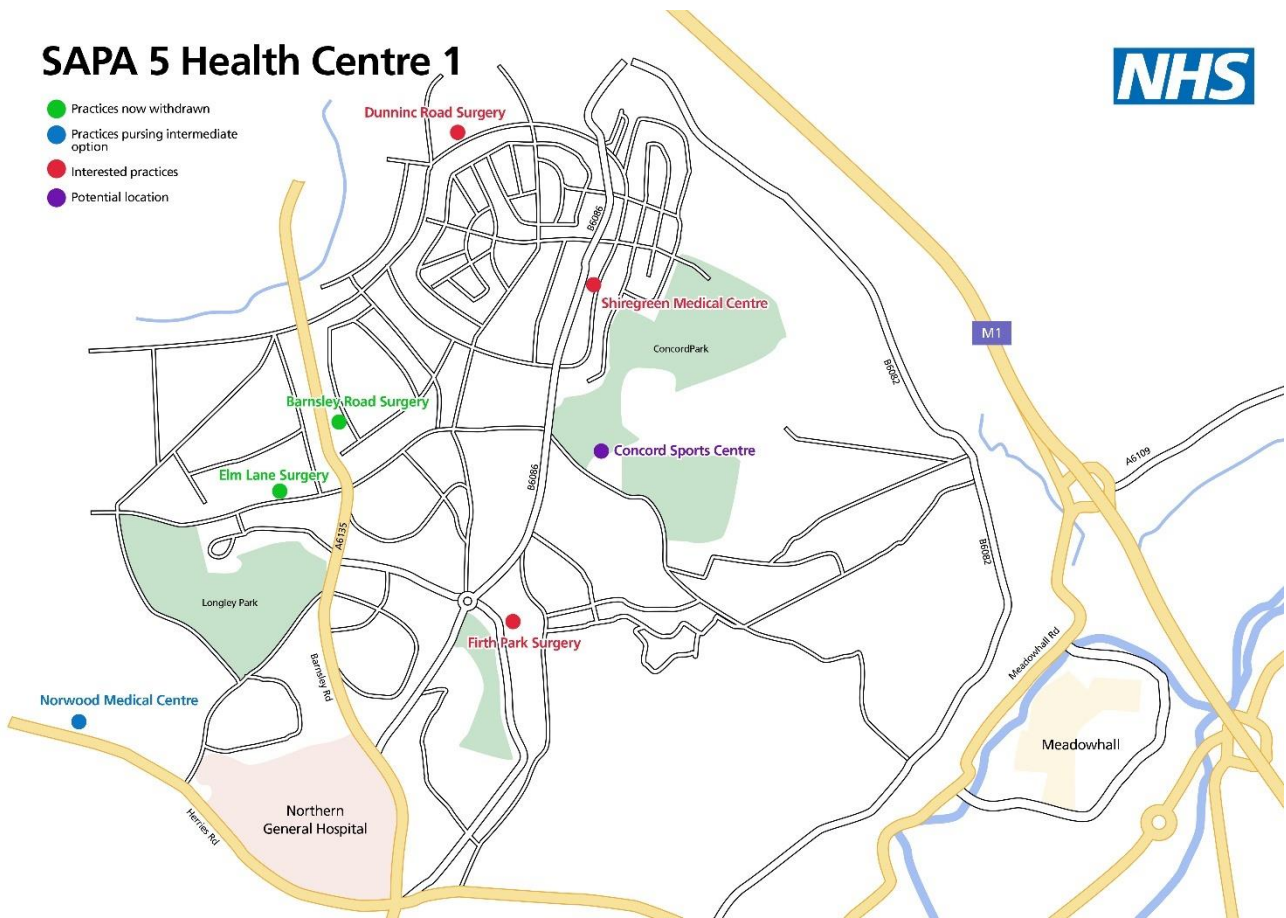 SAPA 5 Health Centre 1
NHS
Practices now withdrawn
Practices pursing intermediate
option
Interested practices
Potential location
Dunninc Road Surgery
B6086
Shiregreen Medical Centre
M1
ConcordPark
B6082
Barnsley Road Surgery
Concord Sports Centre
A6109
Elm Lane Surgery
B6086
A6135
B6082
Longley Park
Firth Park Surgery
Meadowhall Rd
Barnsley Rd
Norwood Medical Centre
Meadowhall
Herries Rd
Northern
General Hospital